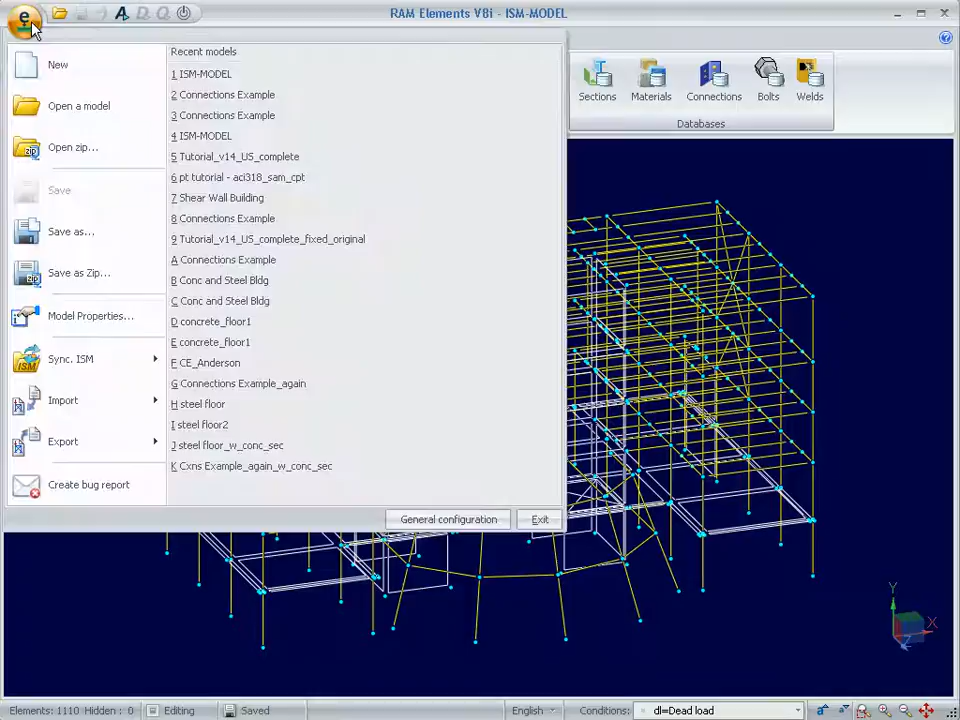 RAM Elements V8i - ISM-MODEL
New
Open a model
Open zip...
Save
Save as...
Save as Zip...
Model Properties...
Sync. ISM
Import
Export
Create bug report
Recent models
1 ISM-MODEL
2 Connections Example
3 Connections Example
4 ISM-MODEL
5 Tutorial_v14_US_complete
6 pt tutorial - aci318_sam_cpt
7 Shear Wall Building
8 Connections Example
9 Tutorial_v14_US_complete_fixed_original
A Connections Example
B Conc and Steel Bldg
C Conc and Steel Bldg
D concrete_floor1
E concrete_floor1
F CE_Anderson
G Connections Example_again
H steel floor
I steel floor2
J steel floor_w_conc_sec
K Cxns Example_again_w_conc_sec
General configuration
Exit
Sections
Materials
Connections
Bolts
Welds
Databases
Y
X
Z
Elements: 1110 Hidden : 0
Editing
Saved
English
Conditions:
dl=Dead load